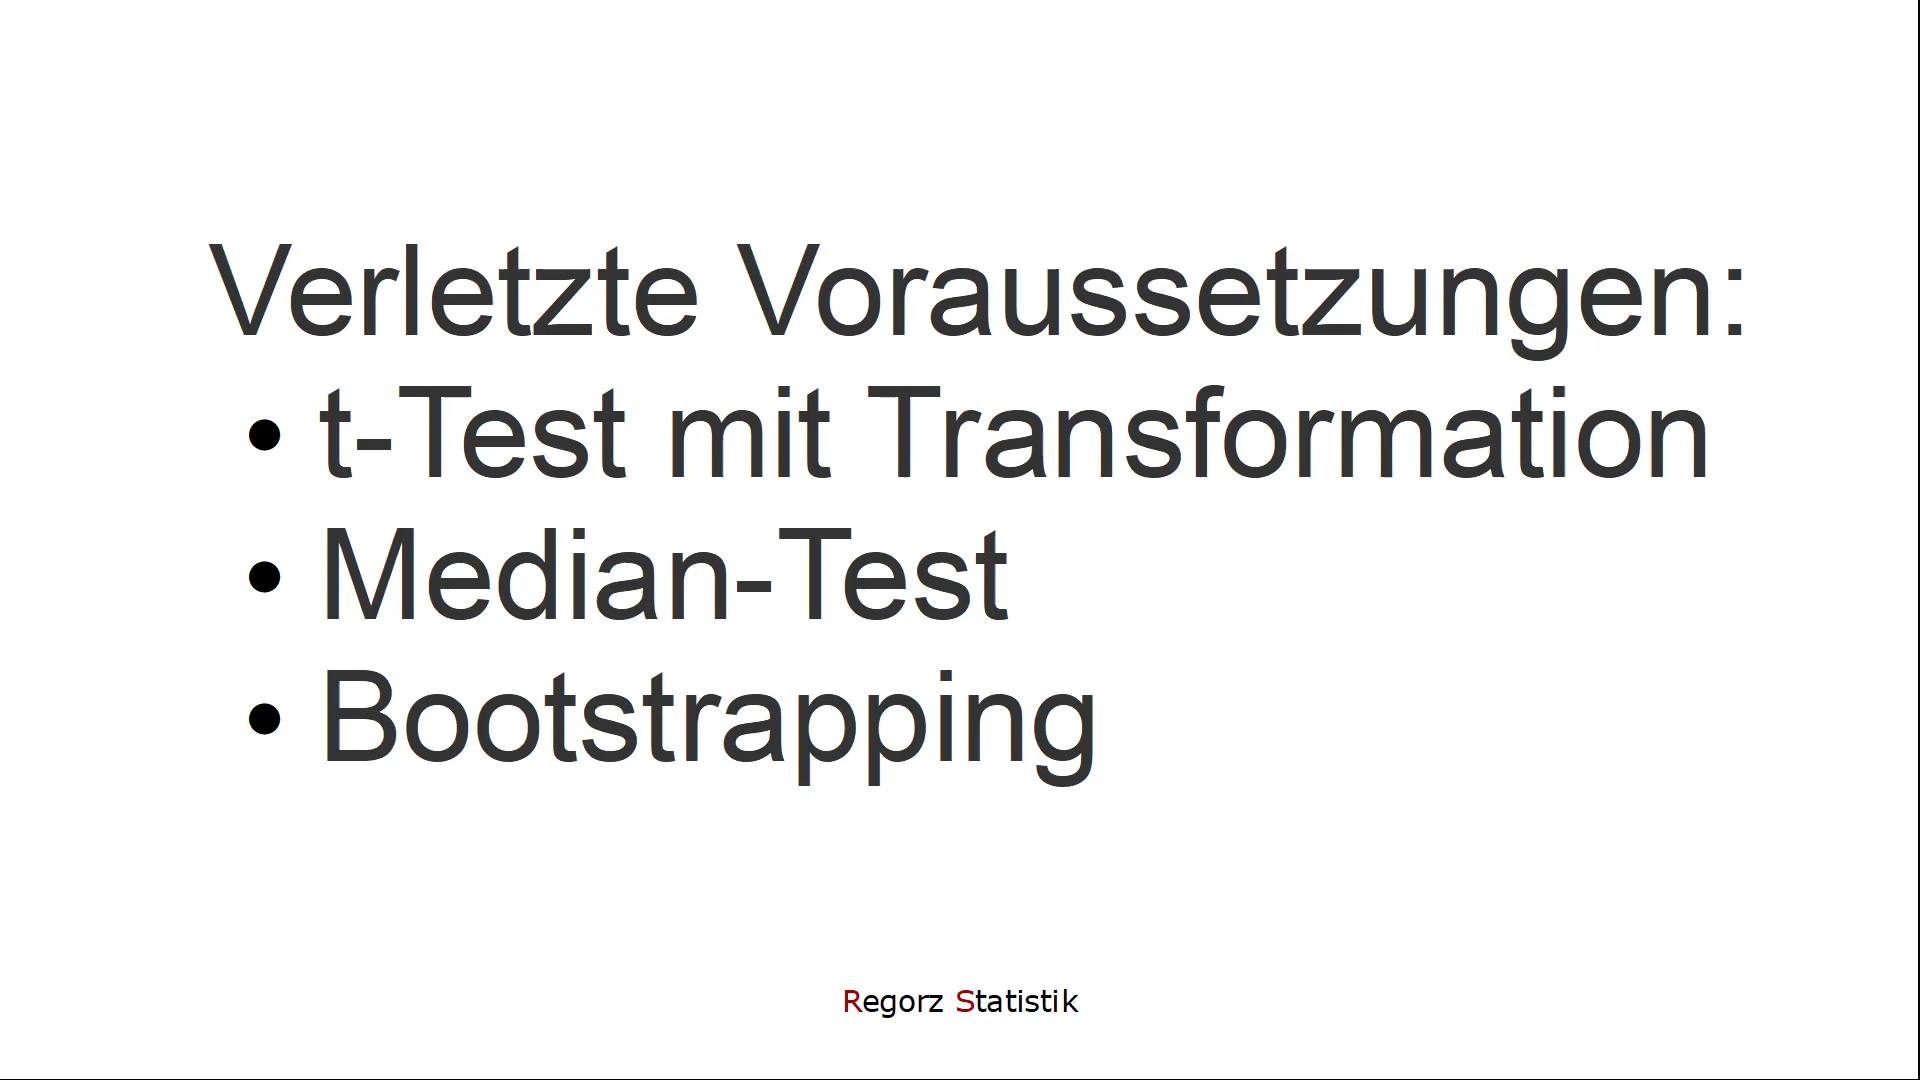 Verletzte Voraussetzungen:
• t-Test mit Transformation
• Median-Test
• Bootstrapping
Regorz Statistik